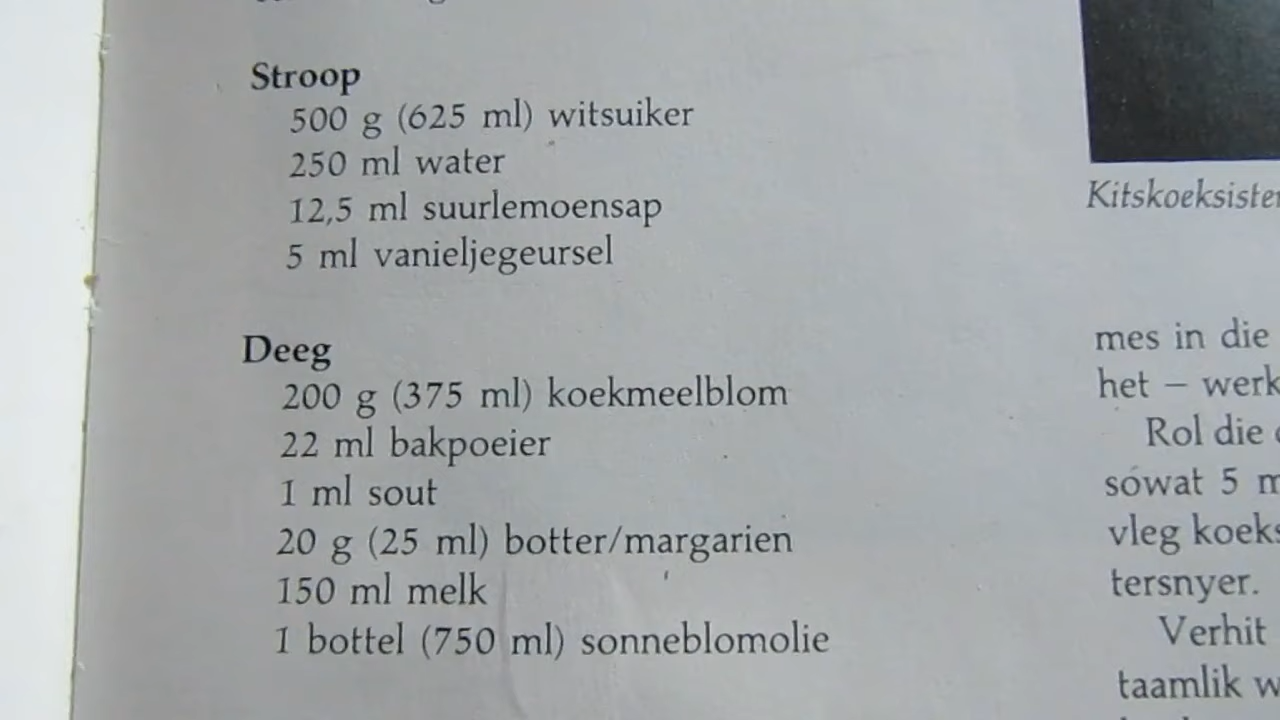 Stroop
500 g (625 ml) witsuiker
250 ml water
12,5 ml suurlemoensap
5 ml vanieljegeursel
Deeg
200 g (375 ml) koekmeelblom
22 ml bakpoeier
1 ml sout
20 g (25 ml) botter/margarien
150 ml melk
1 bottel (750 ml) sonneblomolie
mes in die
het – werk
Rol die
sowat 5
vleg
tersnyer.
Verhit
taamlik